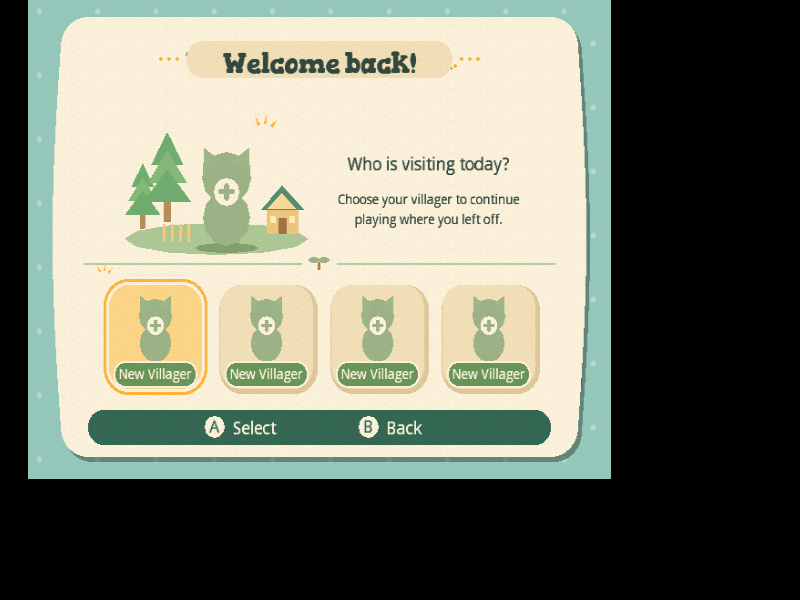 Welcome back!
Who is visiting today?
Choose your villager to continue
playing where you left off.
New Villager
New Villager
New Villager
New Villager
A Select
B Back